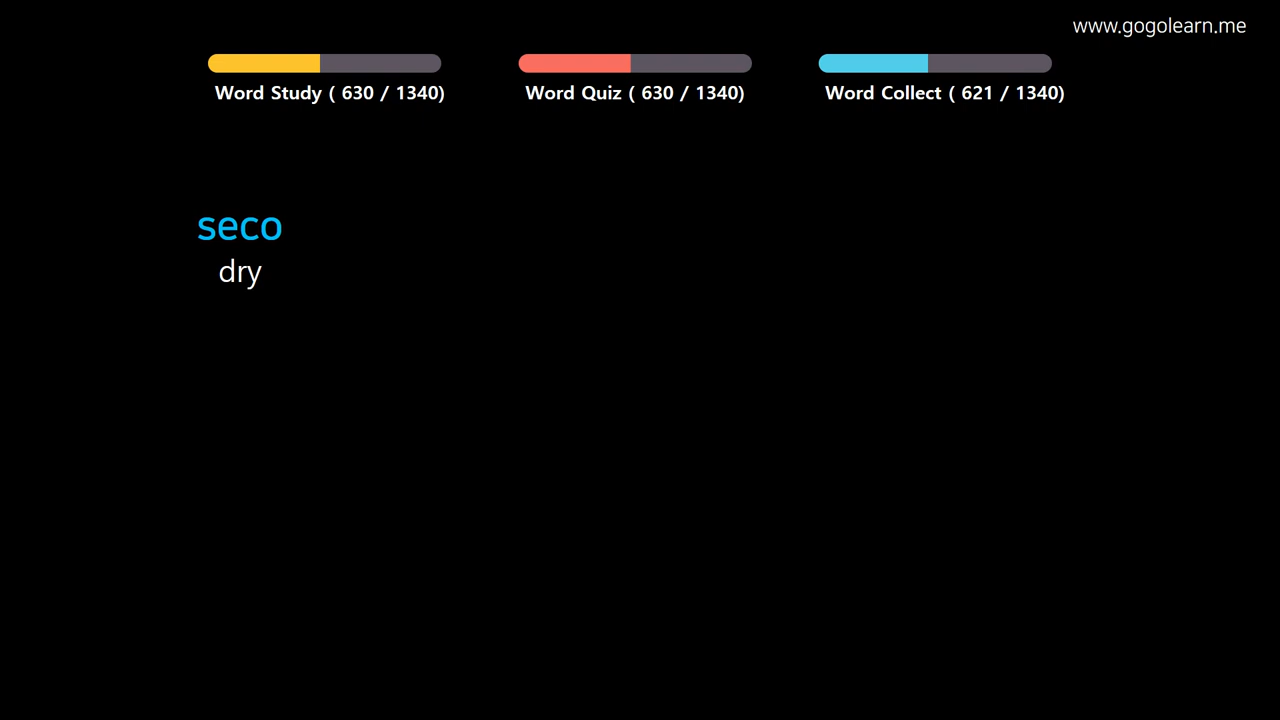 www.gogolearn.me
Word Study ( 630 / 1340)
Word Quiz ( 630 / 1340)
Word Collect ( 621 / 1340)
seco
dry